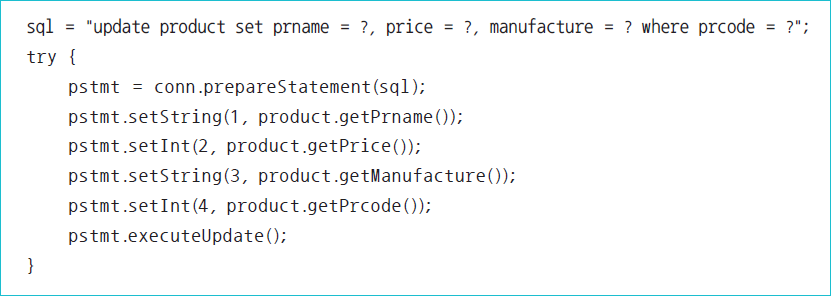 sql = "update product set prname = ?, price = ?, manufacture = ? where prcode = ?";
try {
pstmt = conn.prepareStatement(sql);
pstmt.setString(1, product.getPrname());
pstmt.setInt(2, product.getPrice());
pstmt.setString(3, product.getManufacture());
pstmt.setInt(4, product.getPrcode());
pstmt.executeUpdate();
}